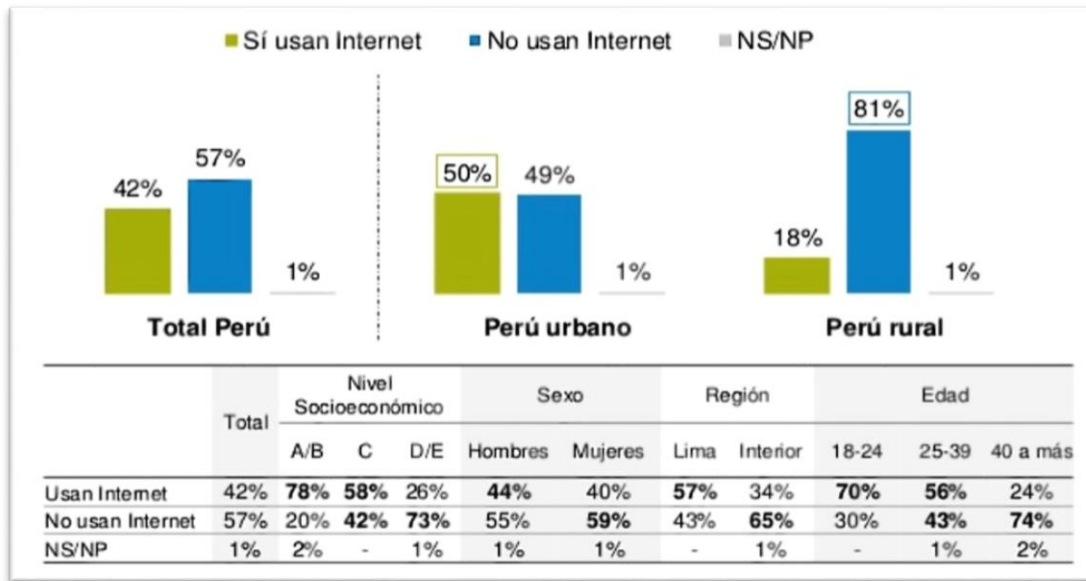 Sí usan Internet No usan Internet NS/NP
42% 57% 1%
50% 49% 1%
18% 81% 1%
Total Perú Perú urbano Perú rural
Total Nivel Socioeconómico Sexo Región Edad
A/B C D/E Hombres Mujeres Lima Interior 18-24 25-39 40 a más
Usan Internet 42% 78% 58% 26% 44% 40% 57% 34% 70% 56% 24%
No usan Internet 57% 20% 42% 73% 55% 59% 43% 65% 30% 43% 74%
NS/NP 1% 2% - 1% 1% 1% - 1% - 1% 2%